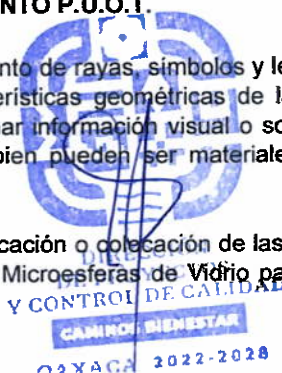 NTO P.U.O.T.
nto de rayas, símbolos y le
erísticas geométricas de l
ar información visual o so
bien pueden ser materiale
cación o colocación de las
Microesferas de Vidrio pa
Y CONTROL DE CALIDAD
CAMINOS BIENESTAR
OAXACA 2022-2028